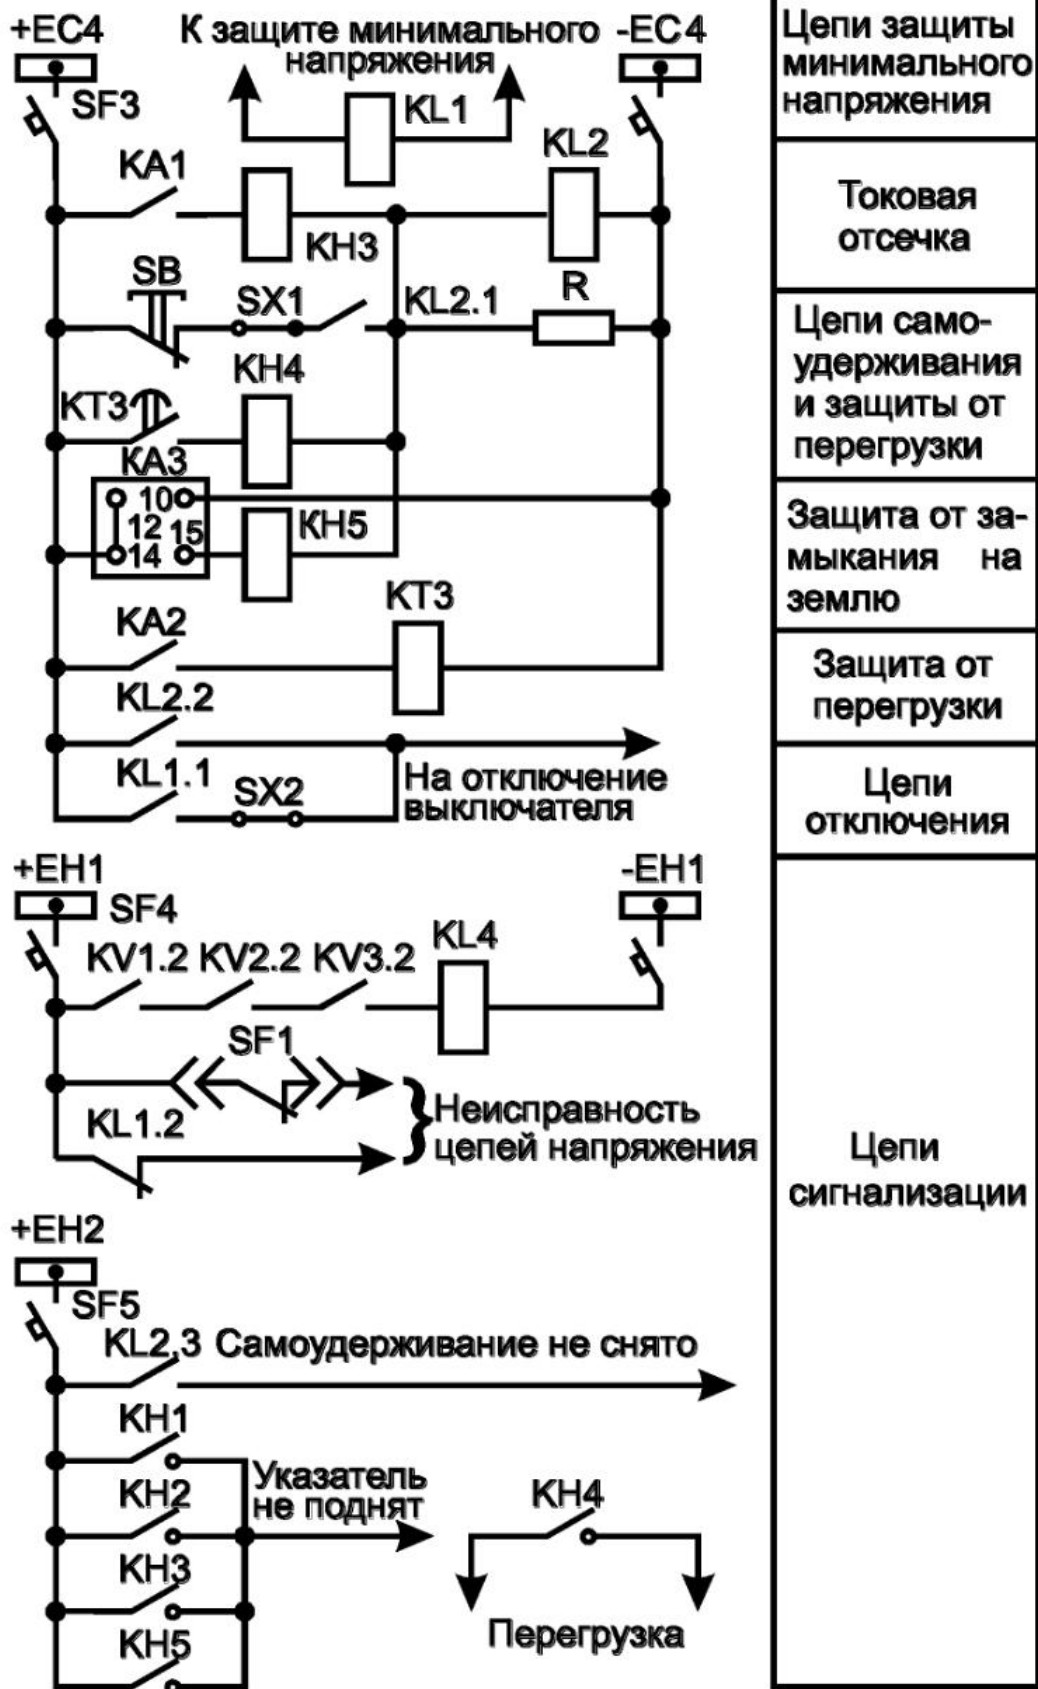 +EC4
К защите минимального
напряжения
-EC4
SF3
KL1
KL2
KA1
KH3
SB
SX1
KL2.1
R
KH4
KT3
KA3
10
12
15
14
KH5
KT3
KA2
KL2.2
KL1.1
SX2
На отключение
выключателя
+EH1
-EH1
SF4
KV1.2
KV2.2
KV3.2
KL4
SF1
KL1.2
Неисправность
цепей напряжения
+EH2
SF5
KL2.3
Самоудерживание не снято
KH1
KH2
Указатель
не поднят
KH4
KH3
Перегрузка
KH5
Цепи защиты
минимального
напряжения
Токовая
отсечка
Цепи само-
удерживания
и защиты от
перегрузки
Защита от за-
мыкания на
землю
Защита от
перегрузки
Цепи
отключения
Цепи
сигнализации